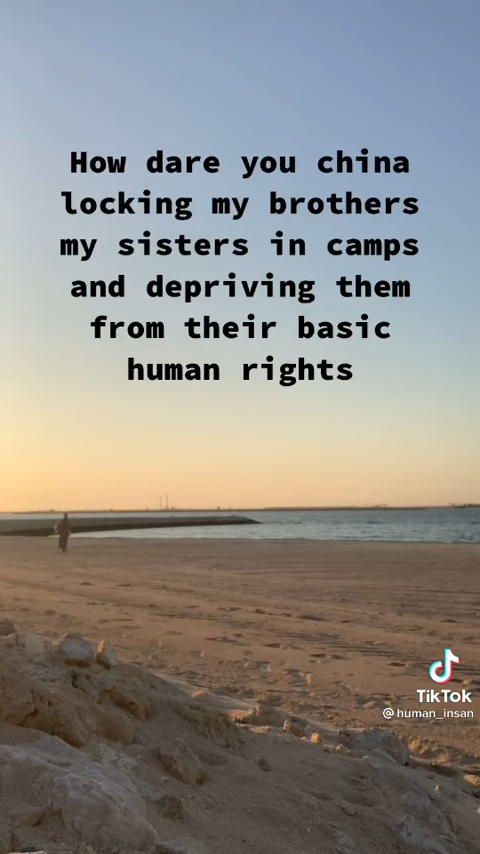 How dare you china
locking my brothers
my sisters in camps
and depriving them
from their basic
human rights
TikTok
@human_insan